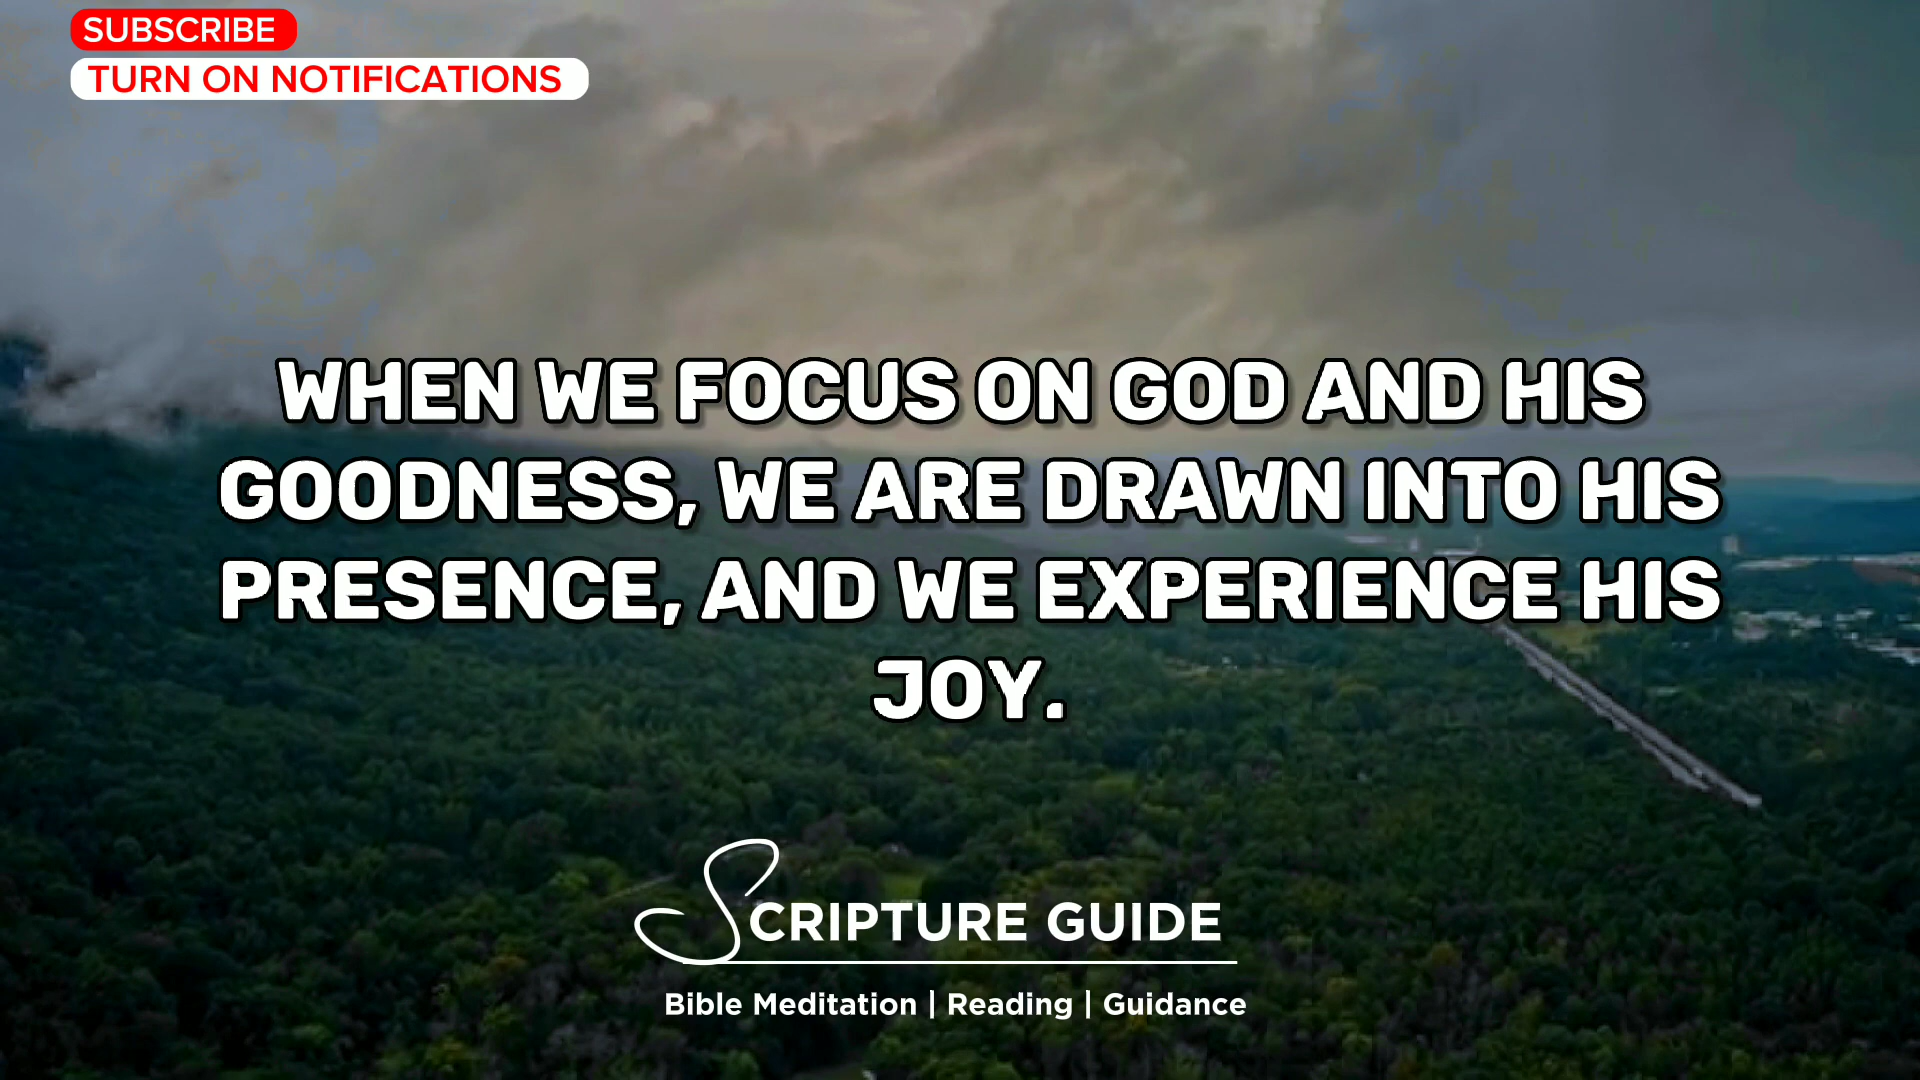 SUBSCRIBE
TURN ON NOTIFICATIONS
WHEN WE FOCUS ON GOD AND HIS
GOODNESS, WE ARE DRAWN INTO HIS
PRESENCE, AND WE EXPERIENCE HIS
JOY.
SCRIPTURE GUIDE
Bible Meditation | Reading | Guidance